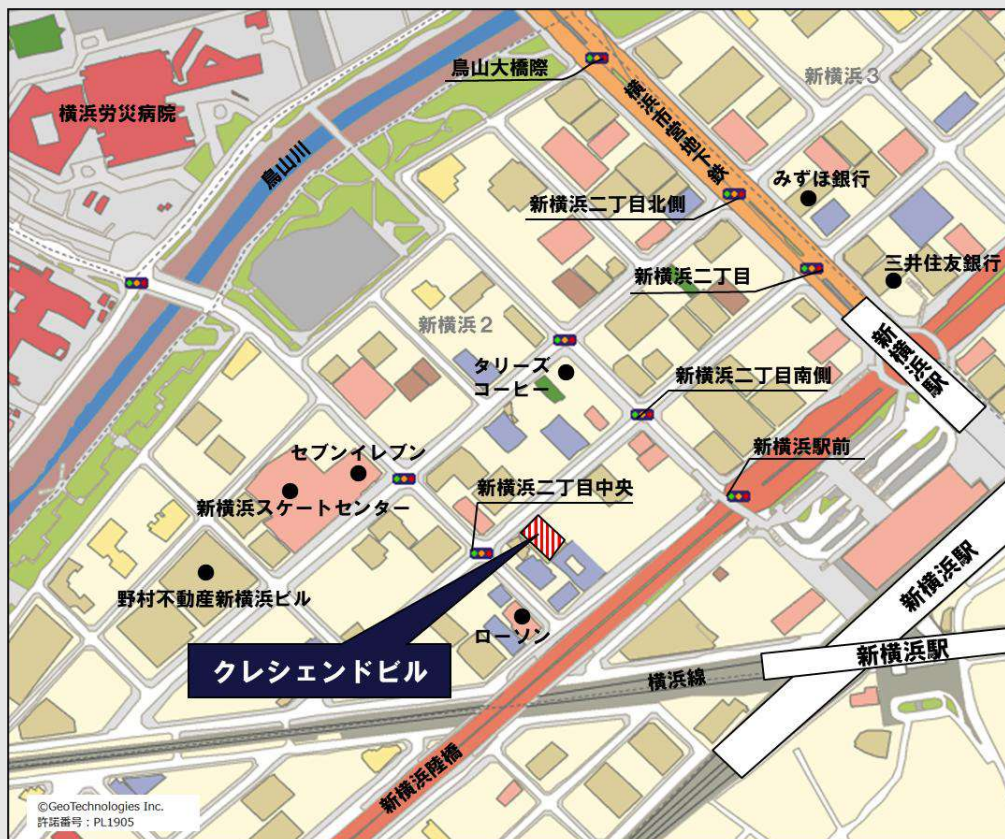 鳥山大橋際
新横浜3
横浜労災病院
横浜市営地下鉄
鳥山川
みずほ銀行
新横浜二丁目北側
三井住友銀行
新横浜二丁目
新横浜2
新横浜駅
タリーズ
コーヒー
新横浜二丁目南側
セブンイレブン
新横浜駅前
新横浜二丁目中央
新横浜スケートセンター
野村不動産新横浜ビル
新横浜駅
ローソン
クレシェンドビル
新横浜駅
横浜線
新横浜陸橋
©GeoTechnologies Inc.
許諾番号：PL1905